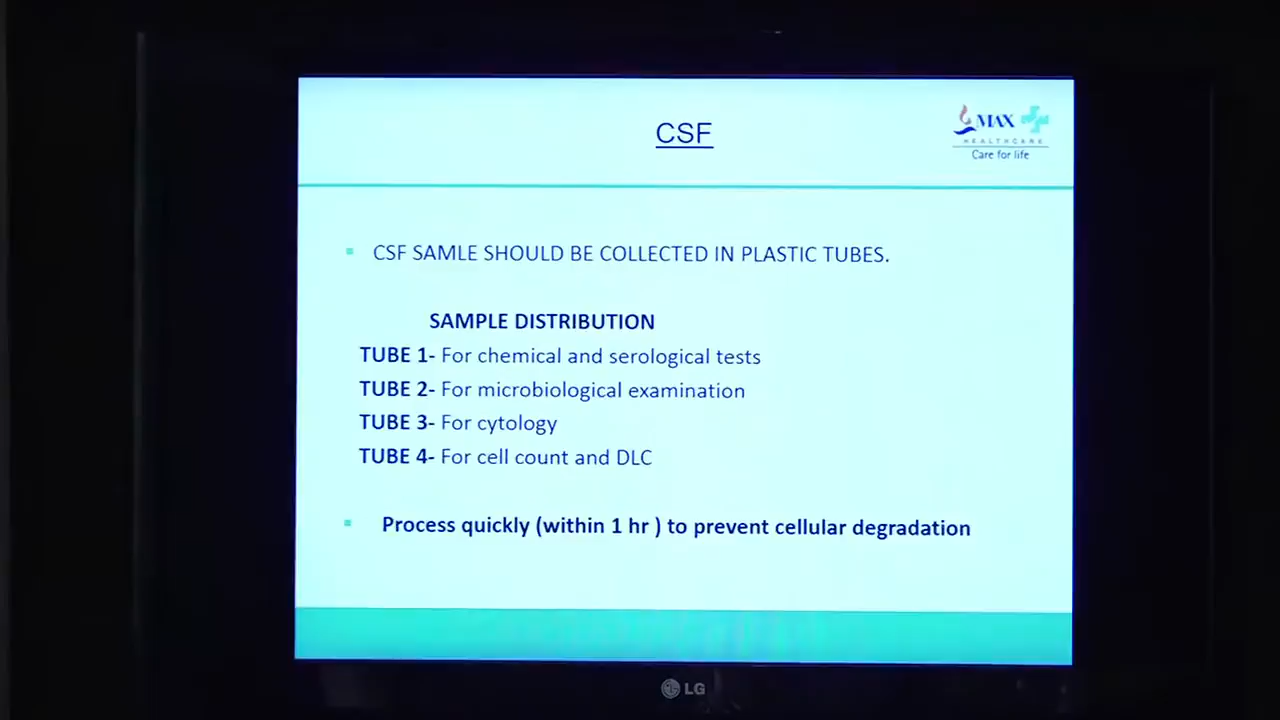 CSF
MAX
HEALTHCARE
Care for life
CSF SAMLE SHOULD BE COLLECTED IN PLASTIC TUBES.
SAMPLE DISTRIBUTION
TUBE 1- For chemical and serological tests
TUBE 2- For microbiological examination
TUBE 3- For cytology
TUBE 4- For cell count and DLC
Process quickly (within 1 hr ) to prevent cellular degradation
LG